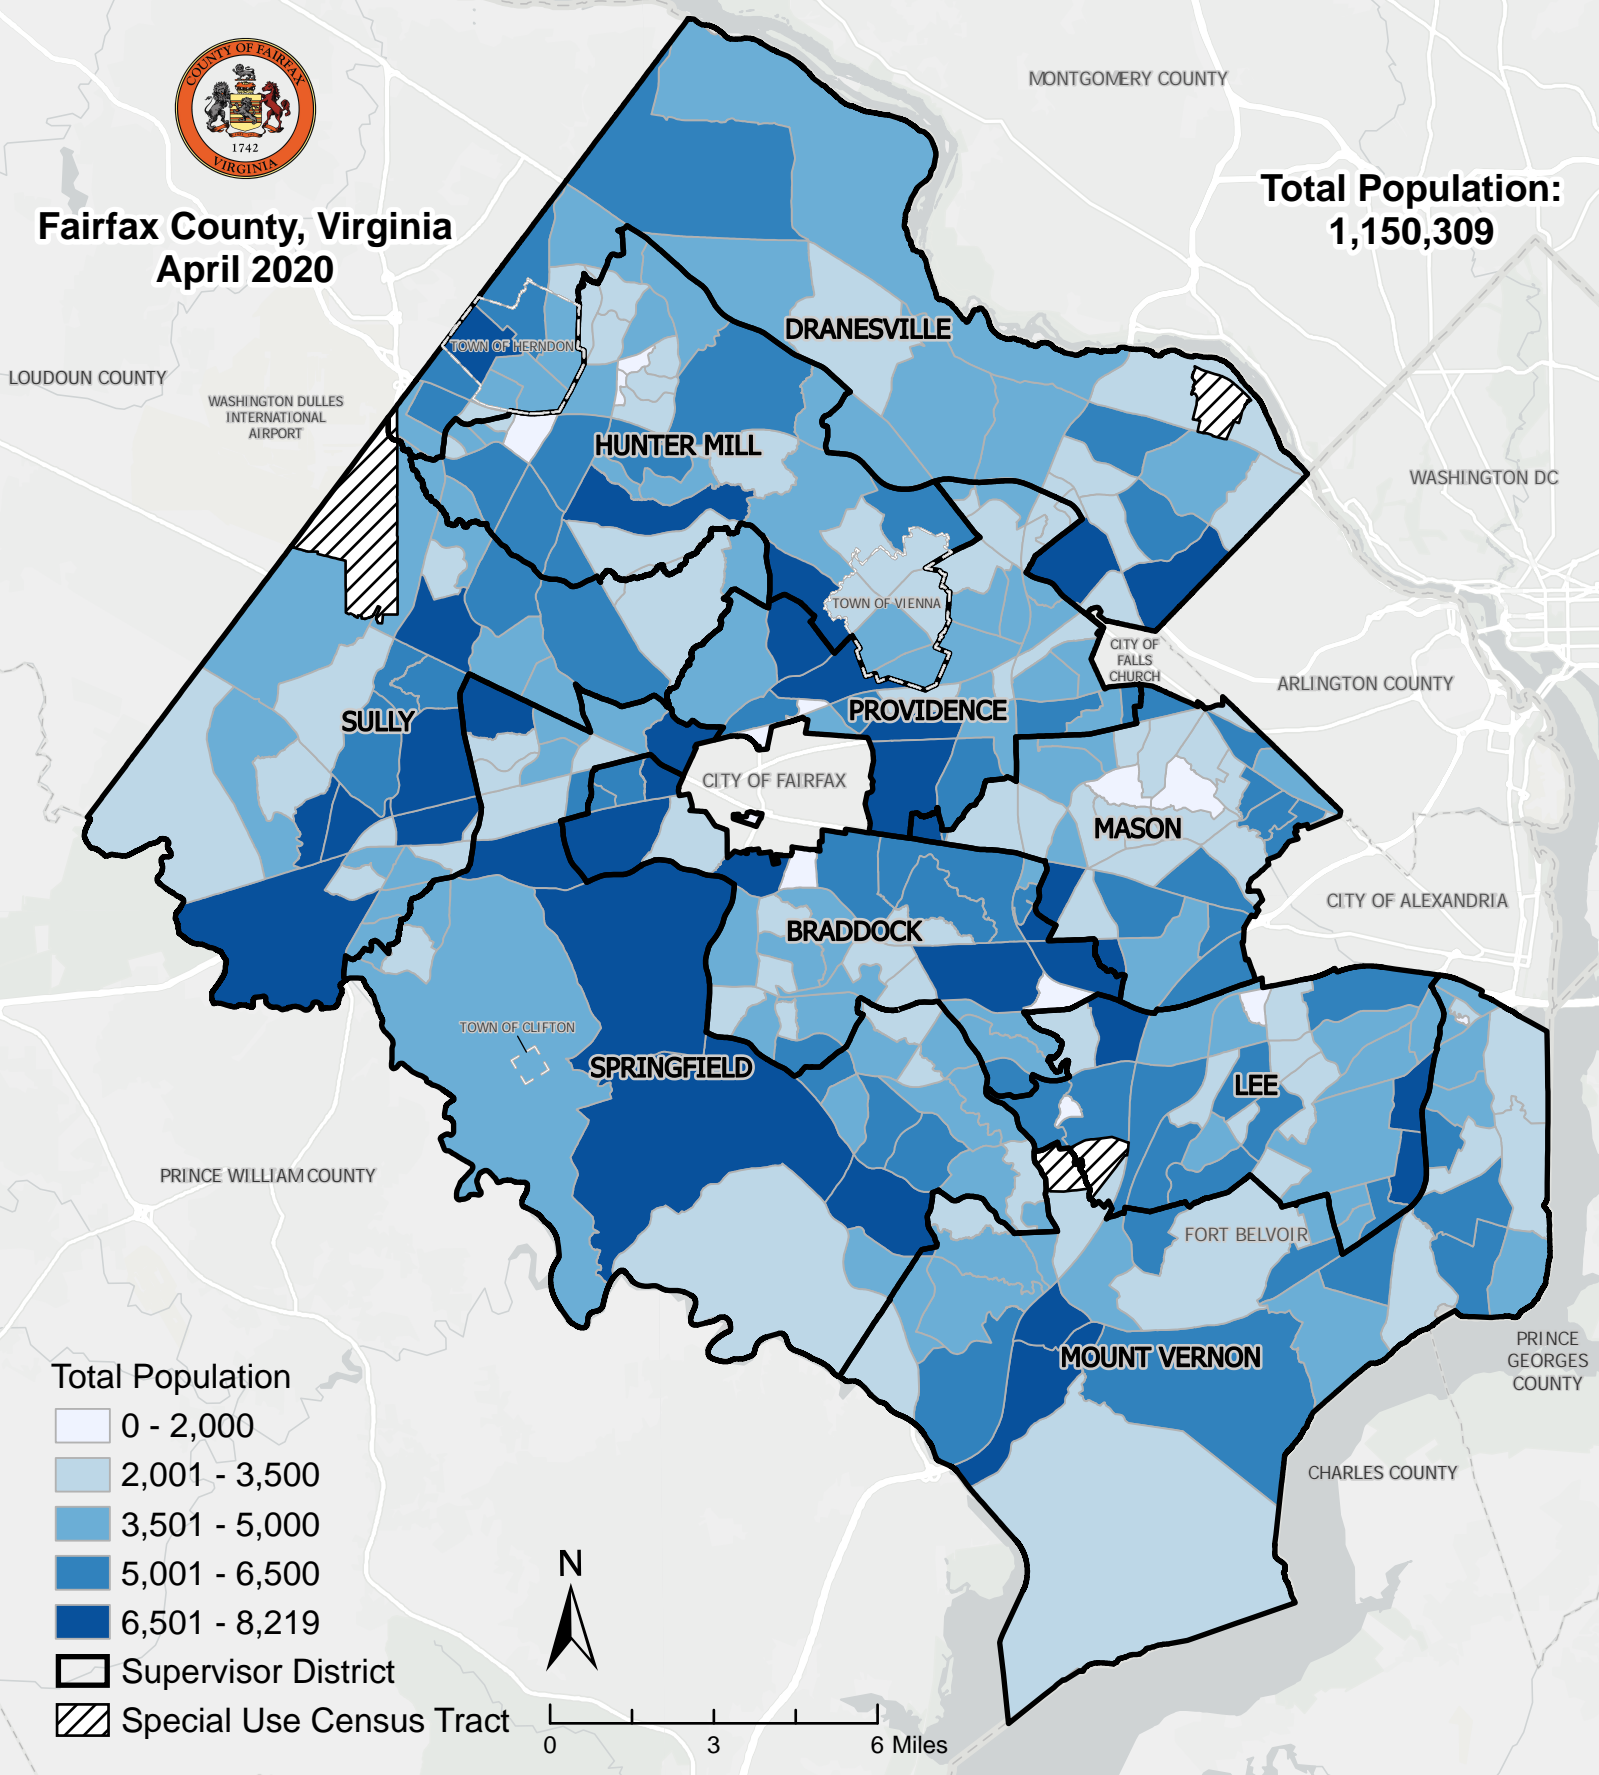 COUNTY OF FAIRFAX
1742
VIRGINIA
Fairfax County, Virginia
April 2020
MONTGOMERY COUNTY
Total Population:
1,150,309
DRANESVILLE
TOWN OF HERNDON
LOUDOUN COUNTY
WASHINGTON DULLES
INTERNATIONAL
AIRPORT
HUNTER MILL
WASHINGTON DC
TOWN OF VIENNA
CITY OF
FALLS
CHURCH
ARLINGTON COUNTY
SULLY
PROVIDENCE
CITY OF FAIRFAX
MASON
CITY OF ALEXANDRIA
BRADDOCK
TOWN OF CLIFTON
SPRINGFIELD
LEE
PRINCE WILLIAM COUNTY
FORT BELVOIR
MOUNT VERNON
PRINCE
GEORGES
COUNTY
CHARLES COUNTY
Total Population
0 - 2,000
2,001 - 3,500
3,501 - 5,000
5,001 - 6,500
6,501 - 8,219
Supervisor District
Special Use Census Tract
N
0 3 6 Miles